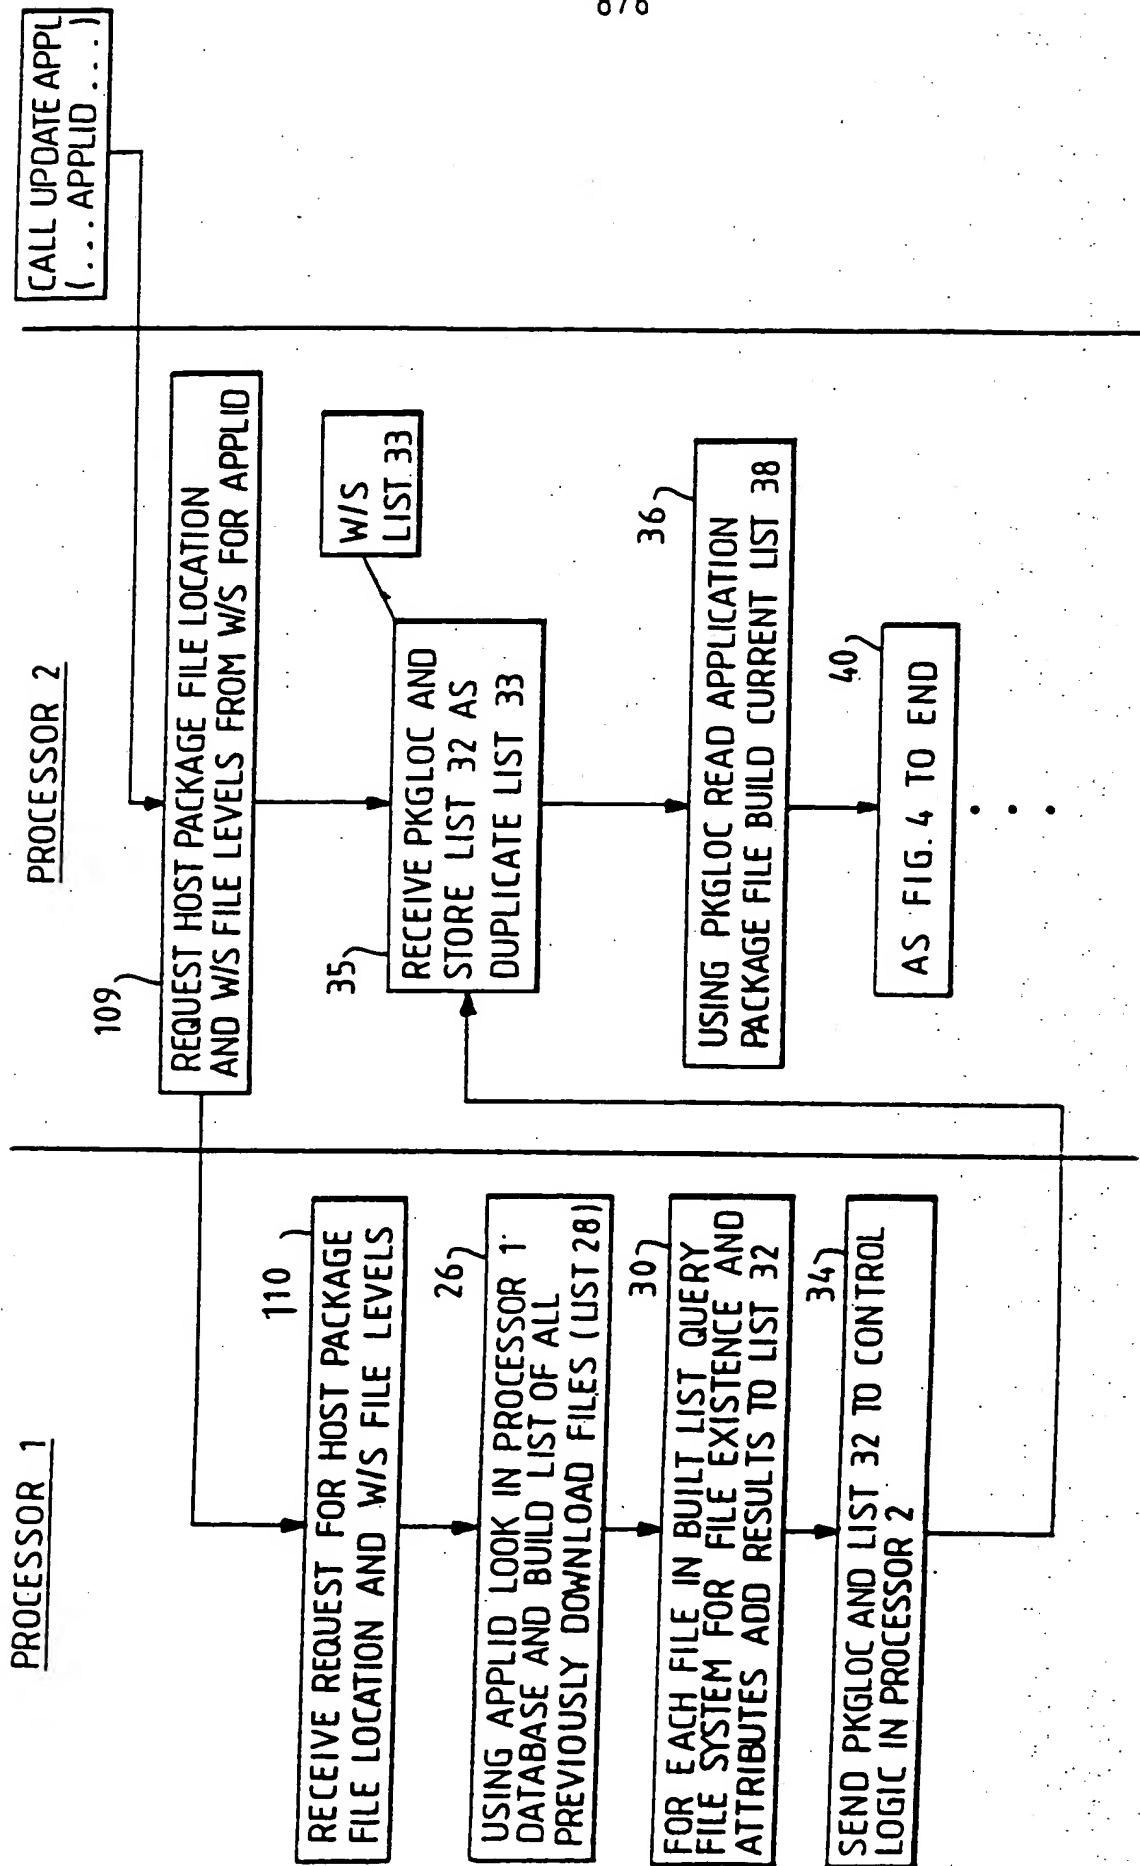 878
PROCESSOR 1
110
RECEIVE REQUEST FOR HOST PACKAGE
FILE LOCATION AND W/S FILE LEVELS
26
USING APPLID LOOK IN PROCESSOR 1
DATABASE AND BUILD LIST OF ALL
PREVIOUSLY DOWNLOAD FILES (LIST 28)
30
FOR EACH FILE IN BUILT LIST QUERY
FILE SYSTEM FOR FILE EXISTENCE AND
ATTRIBUTES ADD RESULTS TO LIST 32
34
SEND PKGLOC AND LIST 32 TO CONTROL
LOGIC IN PROCESSOR 2
PROCESSOR 2
109
REQUEST HOST PACKAGE FILE LOCATION
AND W/S FILE LEVELS FROM W/S FOR APPLID
35
RECEIVE PKGLOC AND
STORE LIST 32 AS
DUPLICATE LIST 33
W/S
LIST 33
36
USING PKGLOC READ APPLICATION
PACKAGE FILE BUILD CURRENT LIST 38
40
AS FIG. 4 TO END
. . .
CALL UPDATE APPL
(... APPLID ....)